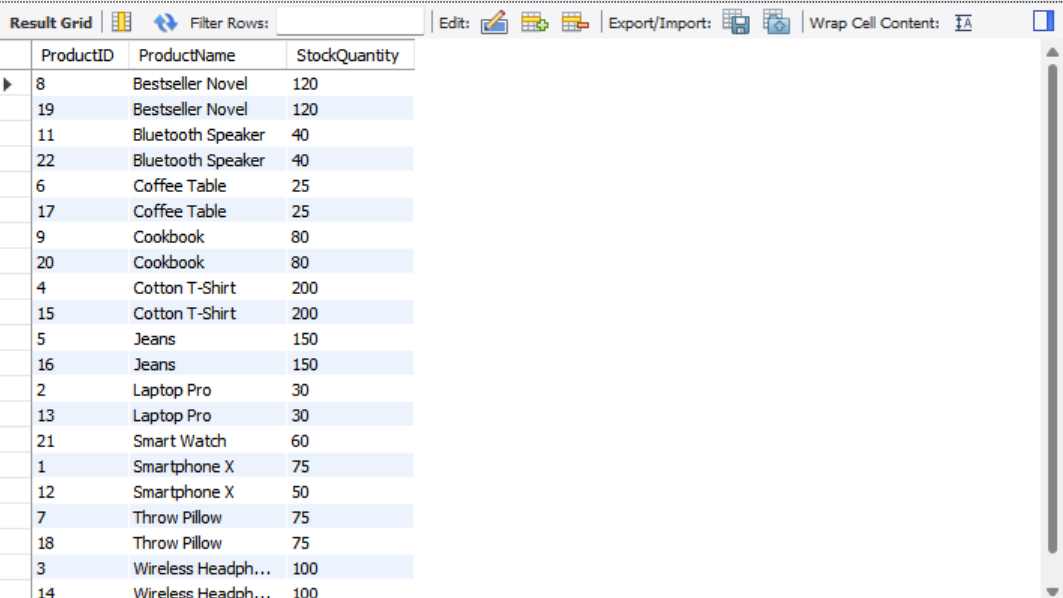 Result Grid Filter Rows: Edit: Export/Import: Wrap Cell Content: IA
ProductID ProductName StockQuantity
8 Bestseller Novel 120
19 Bestseller Novel 120
11 Bluetooth Speaker 40
22 Bluetooth Speaker 40
6 Coffee Table 25
17 Coffee Table 25
9 Cookbook 80
20 Cookbook 80
4 Cotton T-Shirt 200
15 Cotton T-Shirt 200
5 Jeans 150
16 Jeans 150
2 Laptop Pro 30
13 Laptop Pro 30
21 Smart Watch 60
1 Smartphone X 75
12 Smartphone X 50
7 Throw Pillow 75
18 Throw Pillow 75
3 Wireless Headph... 100
14 Wireless Headph... 100